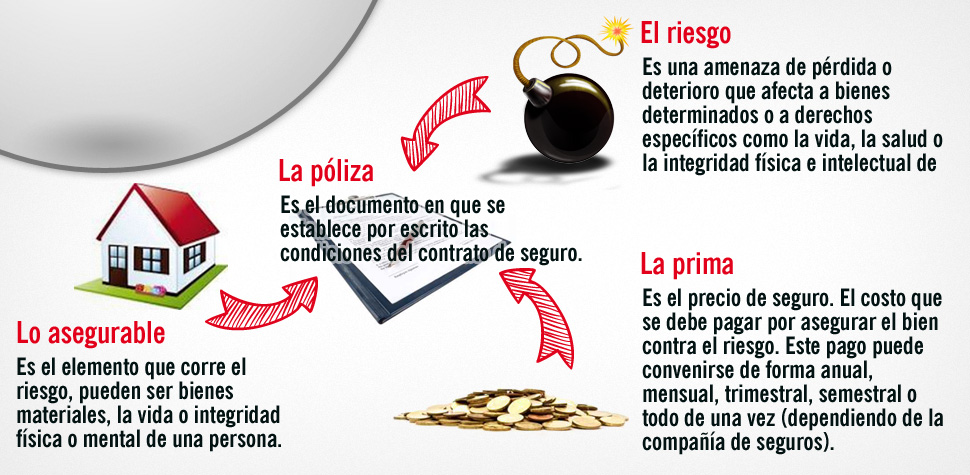 El riesgo
Es una amenaza de pérdida o
deterioro que afecta a bienes
determinados o a derechos
específicos como la vida, la salud o
la integridad física e intelectual de
La póliza
Es el documento en que se
establece por escrito las
condiciones del contrato de seguro.
Lo asegurable
Es el elemento que corre el
riesgo, pueden ser bienes
materiales, la vida o integridad
física o mental de una persona.
La prima
Es el precio de seguro. El costo que
se debe pagar por asegurar el bien
contra el riesgo. Este pago puede
convenirse de forma anual,
mensual, trimestral, semestral o
todo de una vez (dependiendo de la
compañía de seguros).